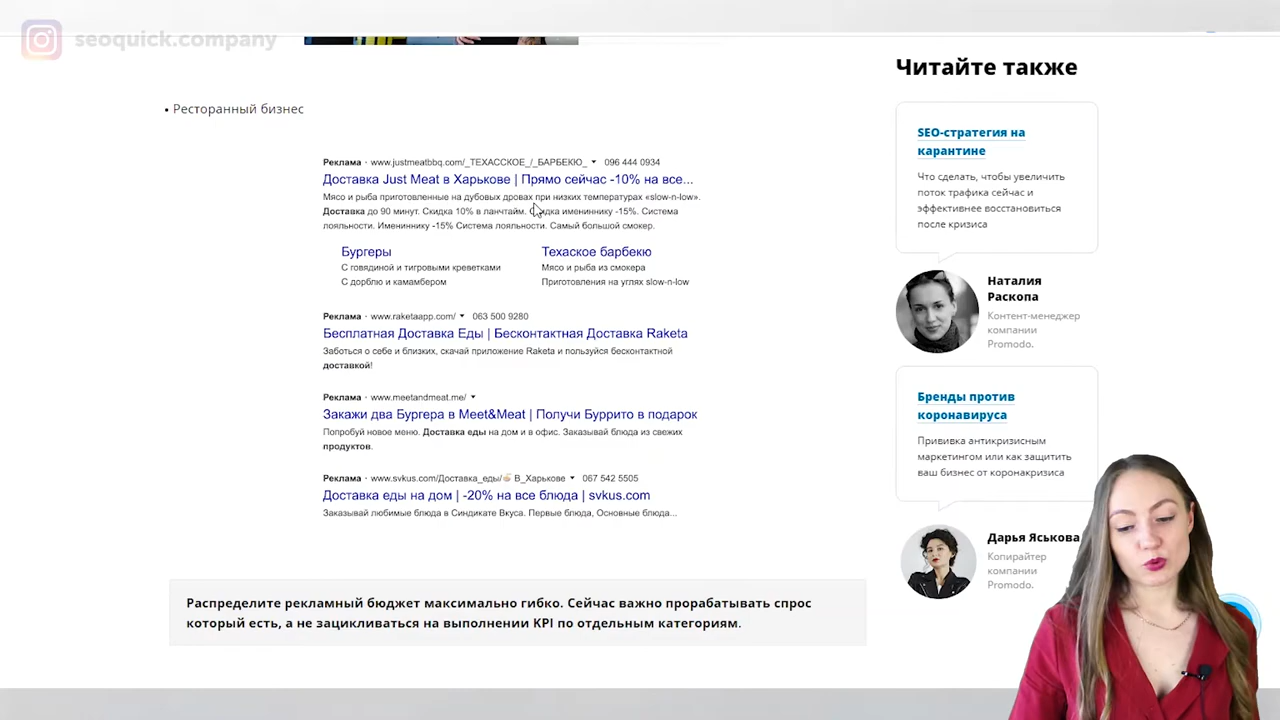 seoquick.company
Читайте также
• Ресторанный бизнес
SEO-стратегия на
карантине
Что сделать, чтобы увеличить
поток трафика сейчас и
эффективнее восстановиться
после кризиса
Наталия
Раскопа
Контент-менеджер
компании
Promodo.
Бренды против
коронавируса
Прививка антикризисным
маркетингом или как защитить
ваш бизнес от коронакризиса
Дарья Яськова
Копирайтер
компании
Promodo.
Реклама · www.justmeatbbq.com/_ТЕХАССКОЕ_/_БАРБЕКЮ_ 096 444 0934
Доставка Just Meat в Харькове | Прямо сейчас -10% на все...
Мясо и рыба приготовленные на дубовых дровах при низких температурах «slow-n-low».
Доставка до 90 минут. Скидка 10% в ланчтайм. Скидка имениннику -15%. Система
лояльности. Имениннику -15% Система лояльности. Самый большой смокер.
Бургеры
С говядиной и тигровыми креветками
С дорблю и камамбером
Техаское барбекю
Мясо и рыба из смокера
Приготовления на углях slow-n-low
Реклама · www.raketaapp.com/ 063 500 9280
Бесплатная Доставка Еды | Бесконтактная Доставка Raketa
Заботься о себе и близких, скачай приложение Raketa и пользуйся бесконтактной
доставкой!
Реклама · www.meetandmeat.me/
Закажи два Бургера в Meet&Meat | Получи Буррито в подарок
Попробуй новое меню. Доставка еды на дом и в офис. Заказывай блюда из свежих
продуктов.
Реклама · www.svkus.com/Доставка_еды/🍜В_Харькове 067 542 5505
Доставка еды на дом | -20% на все блюда | svkus.com
Заказывай любимые блюда в Синдикате Вкуса. Первые блюда, Основные блюда...
Распределите рекламный бюджет максимально гибко. Сейчас важно прорабатывать спрос
который есть, а не зацикливаться на выполнении KPI по отдельным категориям.